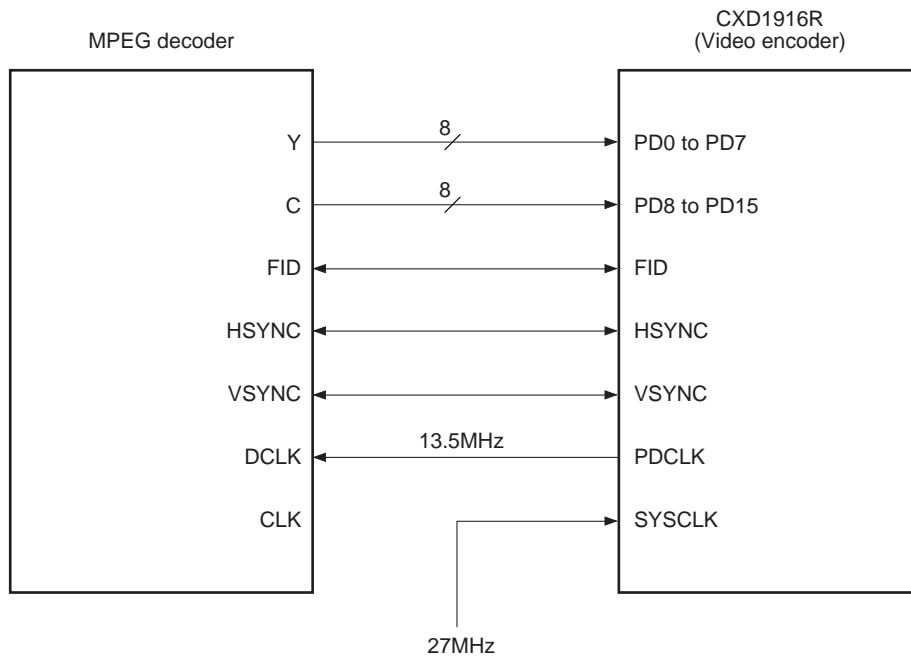 MPEG decoder
CXD1916R
(Video encoder)
Y
8
PD0 to PD7
C
8
PD8 to PD15
FID
FID
HSYNC
HSYNC
VSYNC
VSYNC
DCLK
13.5MHz
PDCLK
CLK
SYSCLK
27MHz